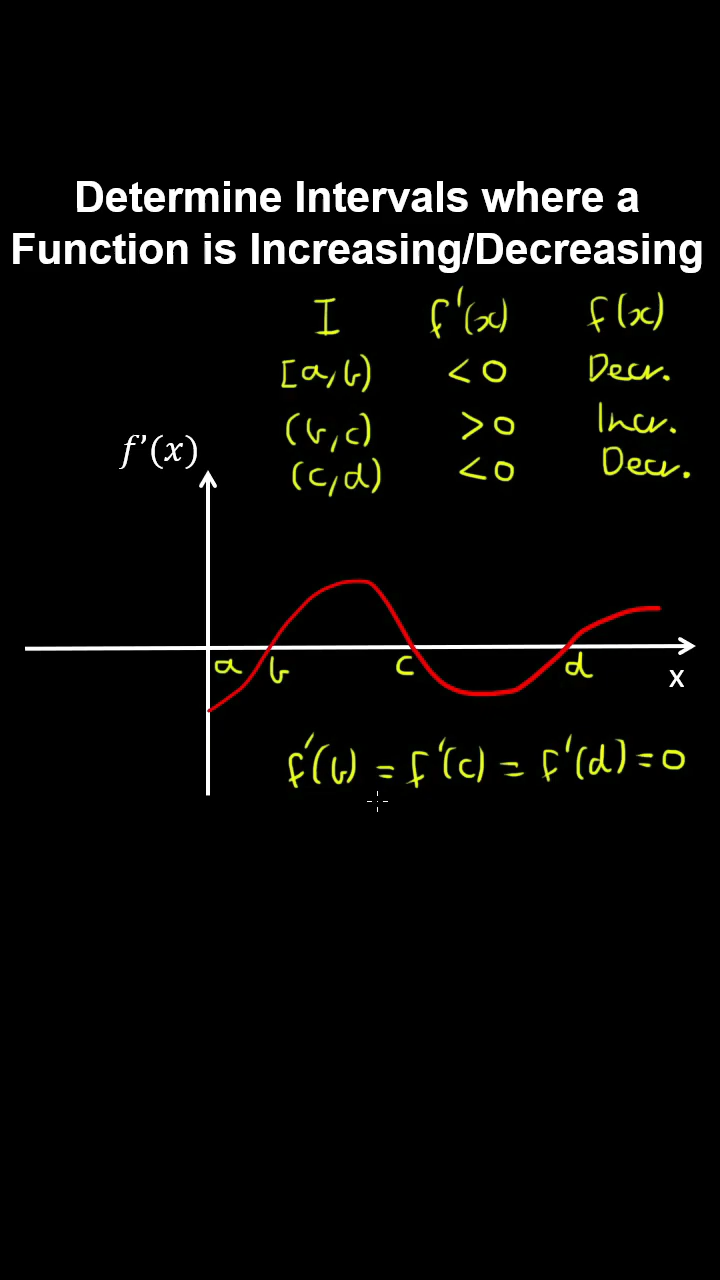 Determine Intervals where a
Function is Increasing/Decreasing
I f'(x) f(x)
[a,b) <0 Decr.
(b,c) >0 Incr.
(c,d) <0 Decr.
f'(x)
a b c d
x
f'(b) = f'(c) = f'(d) = 0